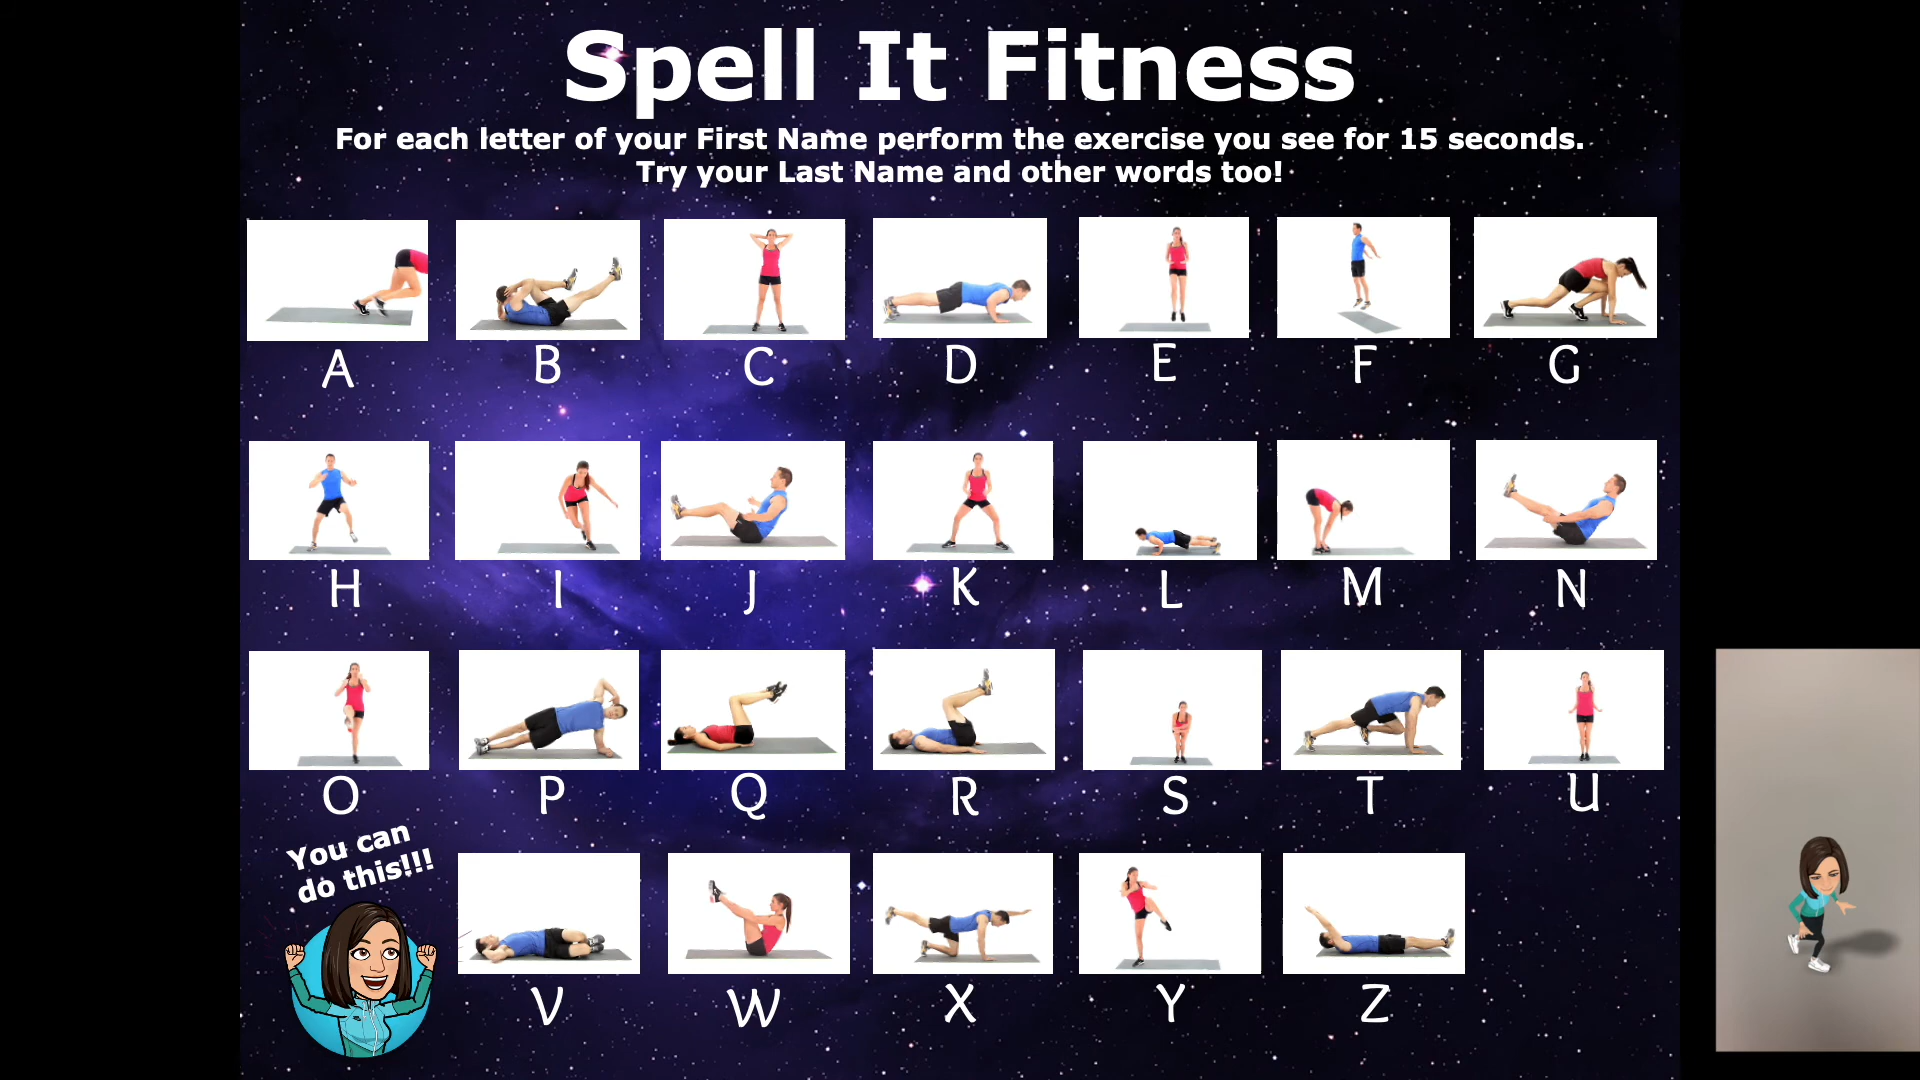 Spell It Fitness
For each letter of your First Name perform the exercise you see for 15 seconds.
Try your Last Name and other words too!
A B C D E F G
H I J K L M N
O P Q R S T U
You can
do this!!!
V W X Y Z